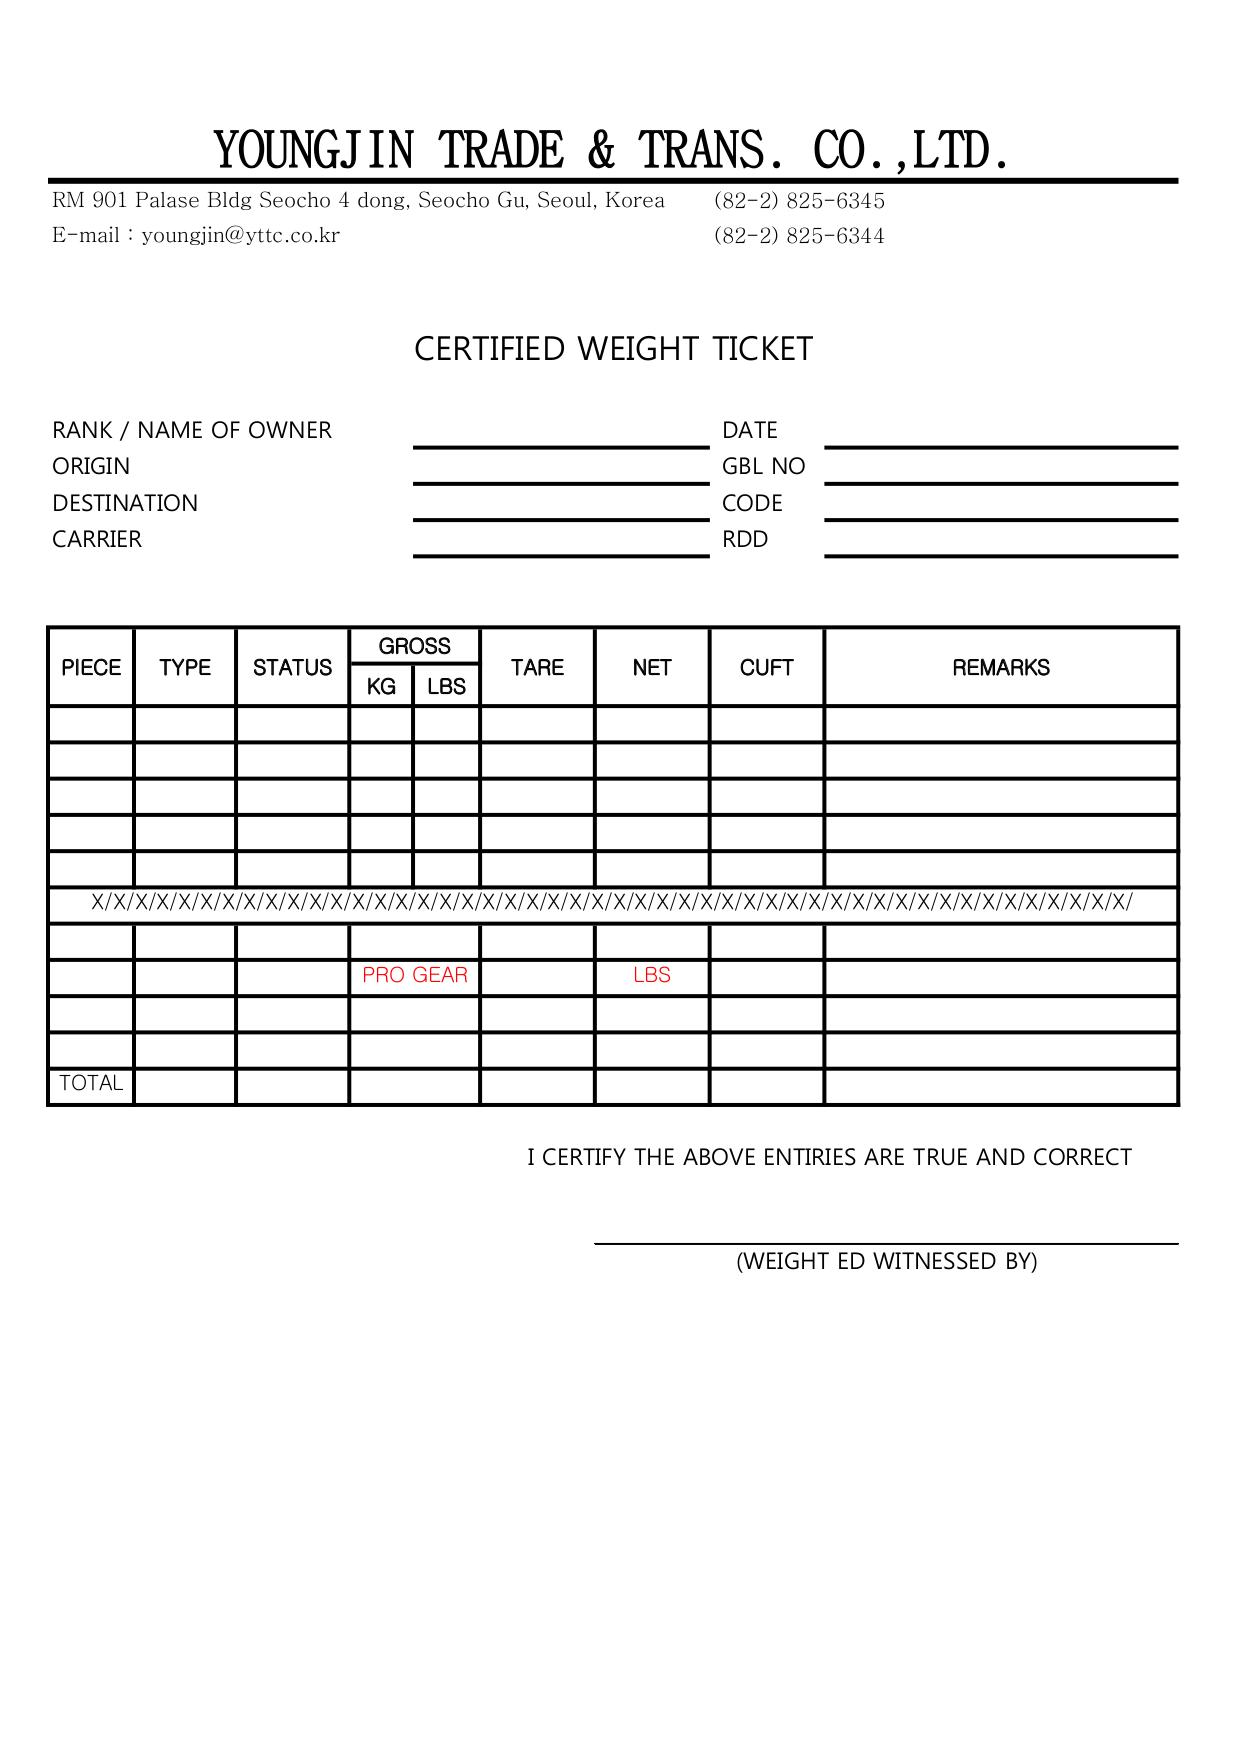 YOUNGJIN TRADE & TRANS. CO.,LTD.
RM 901 Palase Bldg Seocho 4 dong, Seocho Gu, Seoul, Korea (82-2) 825-6345
E-mail : youngjin@yttc.co.kr (82-2) 825-6344
CERTIFIED WEIGHT TICKET
RANK / NAME OF OWNER DATE
ORIGIN GBL NO
DESTINATION CODE
CARRIER RDD
PIECE TYPE STATUS GROSS TARE NET CUFT REMARKS
KG LBS
X/X/X/X/X/X/X/X/X/X/X/X/X/X/X/X/X/X/X/X/X/X/X/X/X/X/X/X/X/X/X/X/X/X/X/X/X/X/X/X/X/X/X/X/X/X/X/X/
PRO GEAR LBS
TOTAL
I CERTIFY THE ABOVE ENTIRIES ARE TRUE AND CORRECT
(WEIGHT ED WITNESSED BY)